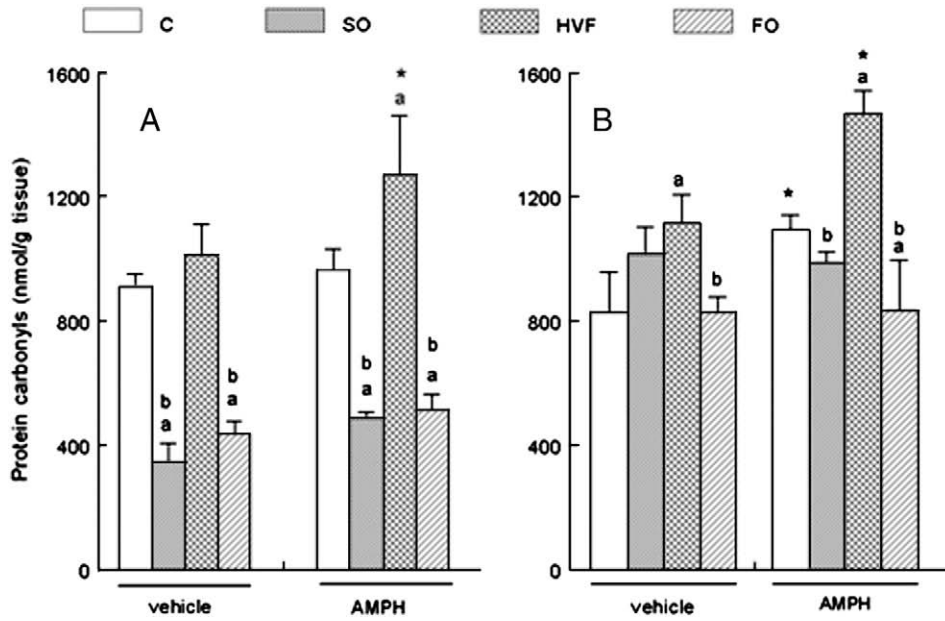 C SO HVF FO
A
Protein carbonyls (nmol/g tissue)
1600
1200
800
400
0
b
a
b
a
b
a
*
a
b
a
vehicle AMPH
B
1600
1200
800
400
0
a
b
*
b
*
a
b
a
vehicle AMPH